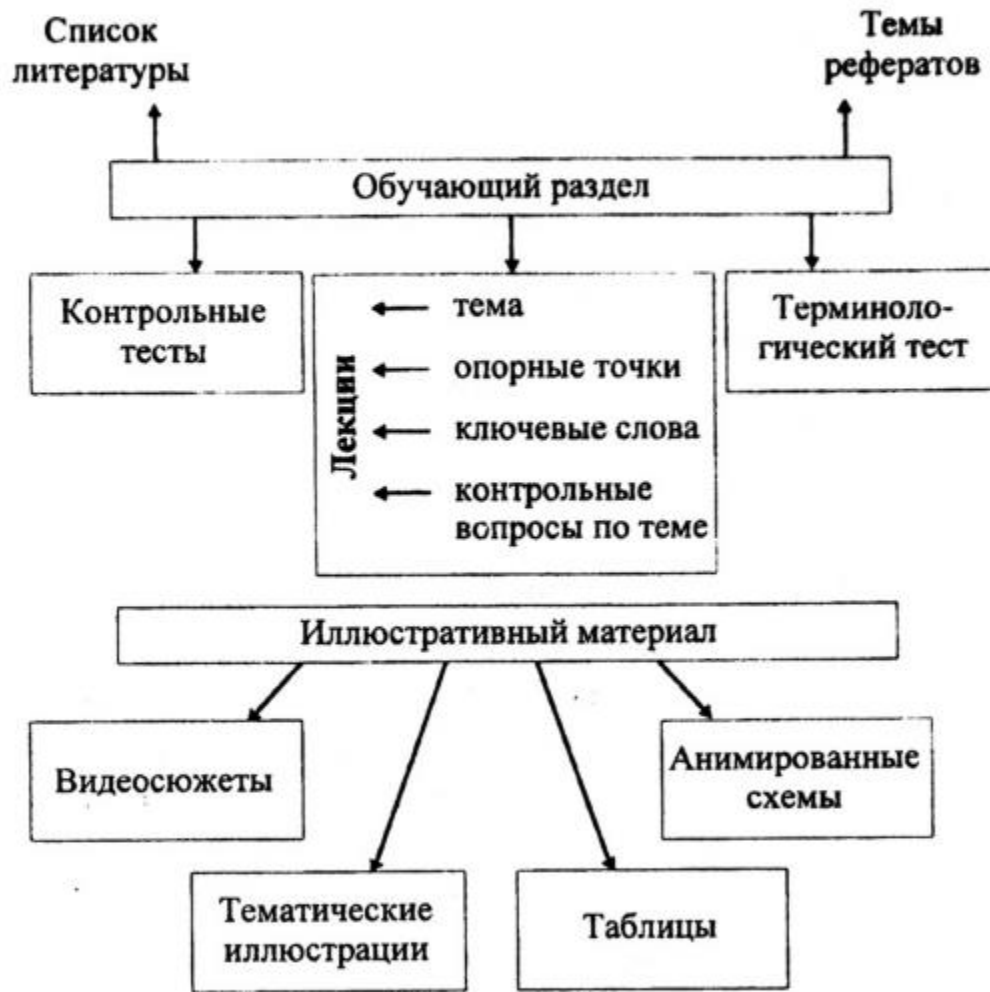 Список
литературы
Темы
рефератов
Обучающий раздел
Контрольные
тесты
Лекции
тема
опорные точки
ключевые слова
контрольные
вопросы по теме
Терминоло-
гический тест
Иллюстративный материал
Видеосюжеты
Анимированные
схемы
Тематические
иллюстрации
Таблицы